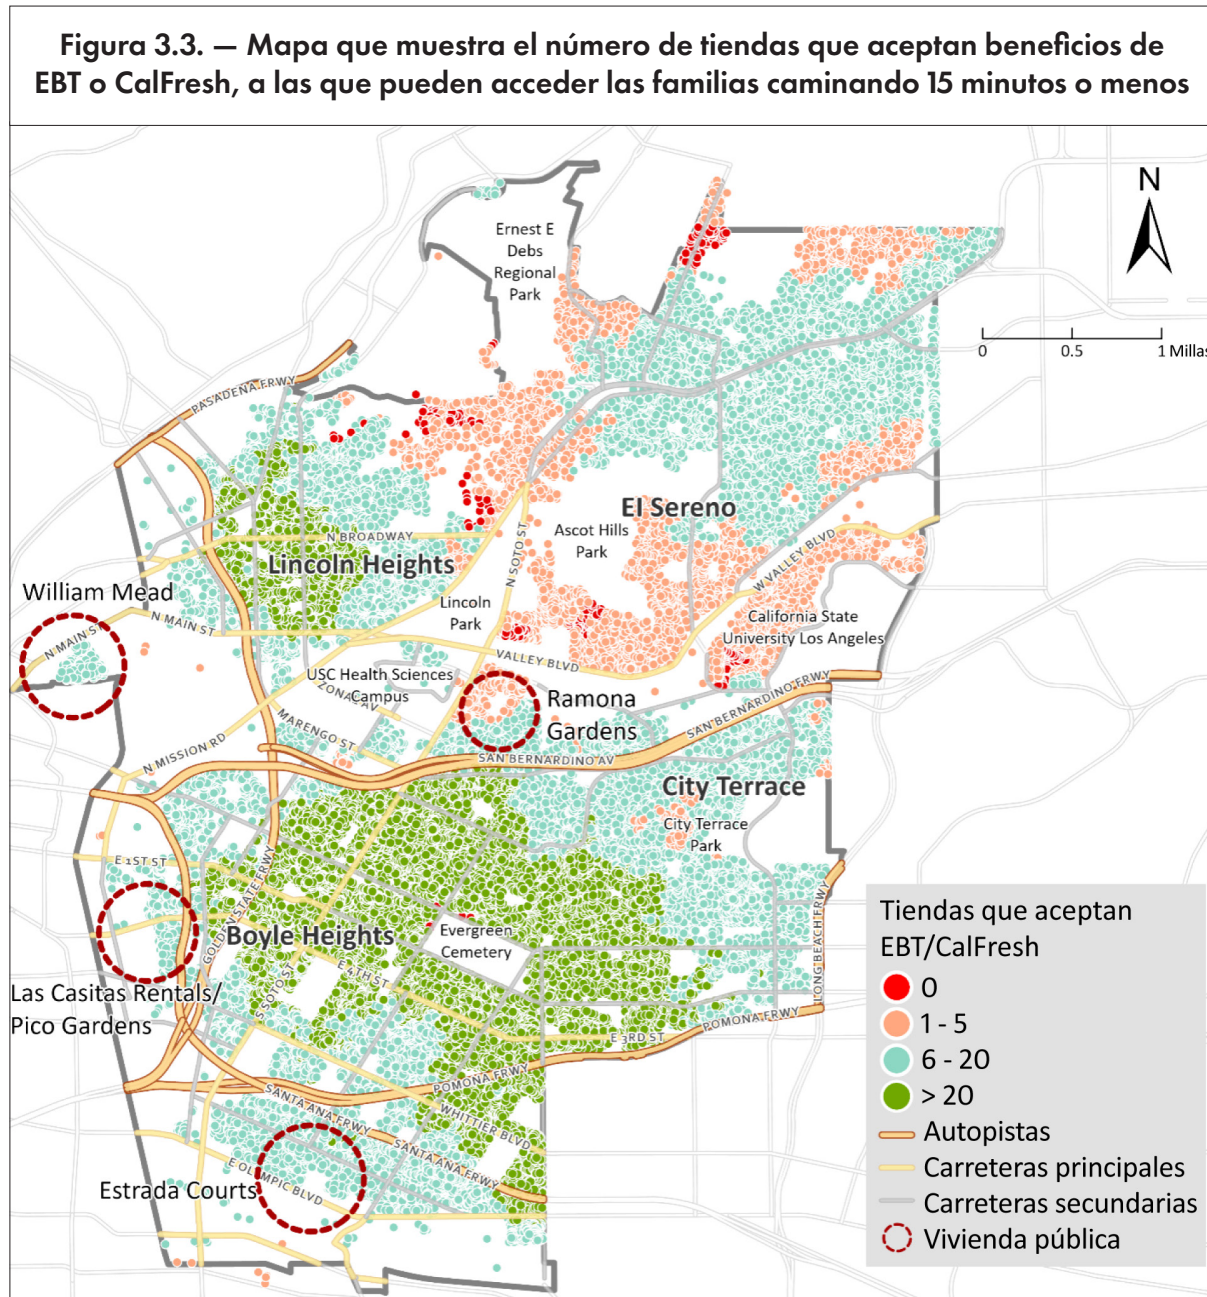 Figura 3.3. — Mapa que muestra el número de tiendas que aceptan beneficios de
EBT o CalFresh, a las que pueden acceder las familias caminando 15 minutos o menos
N
Ernest E
Debs
Regional
Park
0 0.5 1 Millas
PASADENA FRWY
El Sereno
Ascot Hills
Park
N SOTO ST
N BROADWAY
Lincoln Heights
W VALLEY BLVD
William Mead
Lincoln
Park
California State
University Los Angeles
N MAIN ST
N MAIN ST
VALLEY BLVD
USC Health Sciences
Campus
ZONAL AV
Ramona
Gardens
SAN BERNARDINO FRWY
MARENGO ST
N MISSION RD
SAN BERNARDINO AV
City Terrace
City Terrace
Park
E 1ST ST
GOLDEN STATE FRWY
LONG BEACH FRWY
Boyle Heights
Evergreen
Cemetery
E 4TH ST
S SOTO ST
Las Casitas Rentals/
Pico Gardens
E 3RD ST
POMONA FRWY
POMONA FRWY
SANTA ANA FRWY
WHITTIER BLVD
SANTA ANA FRWY
E OLYMPIC BLVD
Estrada Courts
Tiendas que aceptan
EBT/CalFresh
0
1 - 5
6 - 20
> 20
Autopistas
Carreteras principales
Carreteras secundarias
Vivienda pública